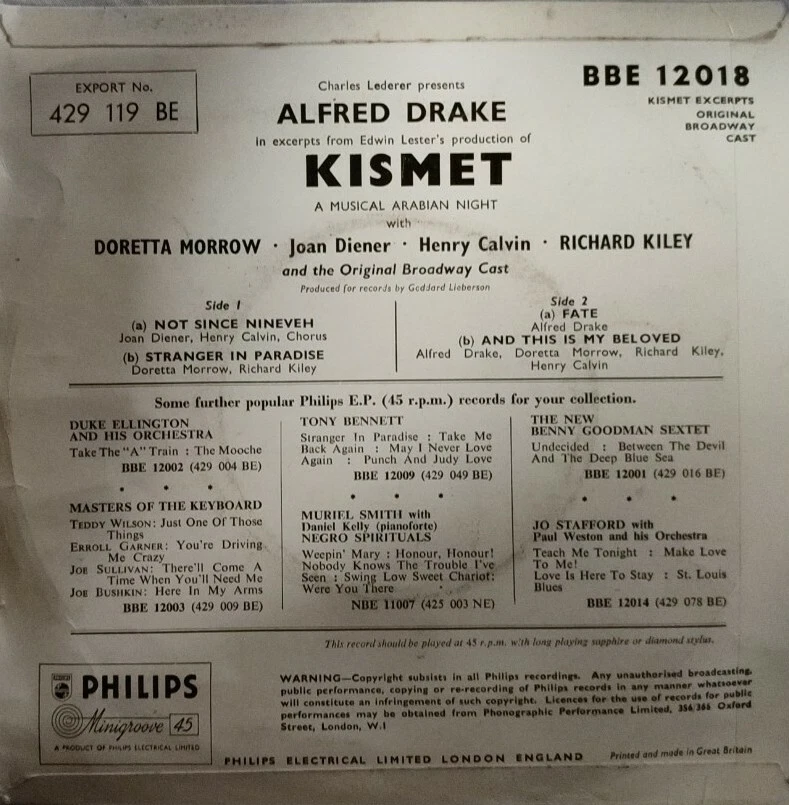 EXPORT No.
429 119 BE
BBE 12018
KISMET EXCERPTS
ORIGINAL
BROADWAY
CAST
Charles Lederer presents
ALFRED DRAKE
in excerpts from Edwin Lester's production of
KISMET
A MUSICAL ARABIAN NIGHT
with
DORETTA MORROW · Joan Diener · Henry Calvin · RICHARD KILEY
and the Original Broadway Cast
Produced for records by Goddard Lieberson
Side 1
(a) NOT SINCE NINEVEH
Joan Diener, Henry Calvin, Chorus
(b) STRANGER IN PARADISE
Doretta Morrow, Richard Kiley
Side 2
(a) FATE
Alfred Drake
(b) AND THIS IS MY BELOVED
Alfred Drake, Doretta Morrow, Richard Kiley,
Henry Calvin
Some further popular Philips E.P. (45 r.p.m.) records for your collection.
DUKE ELLINGTON
AND HIS ORCHESTRA
Take The "A" Train : The Mooche
BBE 12002 (429 004 BE)
MASTERS OF THE KEYBOARD
TEDDY WILSON: Just One Of Those
Things
ERROLL GARNER: You're Driving
Me Crazy
JOE SULLIVAN: There'll Come A
Time When You'll Need Me
JOE BUSHKIN: Here In My Arms
BBE 12003 (429 009 BE)
TONY BENNETT
Stranger In Paradise : Take Me
Back Again : May I Never Love
Again : Punch And Judy Love
BBE 12009 (429 049 BE)
MURIEL SMITH with
Daniel Kelly (pianoforte)
NEGRO SPIRITUALS
Weepin' Mary : Honour, Honour!
Nobody Knows The Trouble I've
Seen : Swing Low Sweet Chariot:
Were You There
NBE 11007 (425 003 NE)
THE NEW
BENNY GOODMAN SEXTET
Undecided : Between The Devil
And The Deep Blue Sea
BBE 12001 (429 016 BE)
JO STAFFORD with
Paul Weston and his Orchestra
Teach Me Tonight : Make Love
To Me!
Love Is Here To Stay : St. Louis
Blues
BBE 12014 (429 078 BE)
This record should be played at 45 r.p.m. with long playing sapphire or diamond stylus.
PHILIPS
PHILIPS
Minigroove 45
A PRODUCT OF PHILIPS ELECTRICAL LIMITED
WARNING—Copyright subsists in all Philips recordings. Any unauthorised broadcasting,
public performance, copying or re-recording of Philips records in any manner whatsoever
will constitute an infringement of such copyright. Licences for the use of records for public
performances may be obtained from Phonographic Performance Limited, 356/366 Oxford
Street, London, W.1
PHILIPS ELECTRICAL LIMITED LONDON ENGLAND
Printed and made in Great Britain